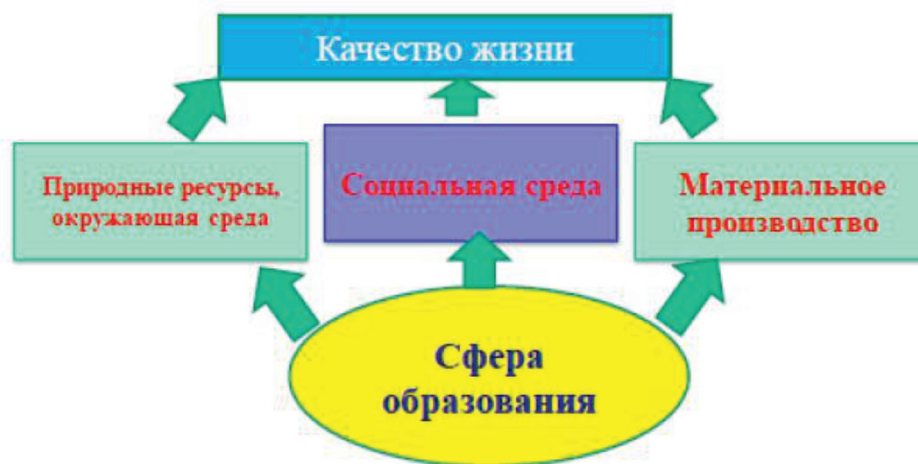 Качество жизни
Природные ресурсы,
окружающая среда
Социальная среда
Материальное
производство
Сфера
образования